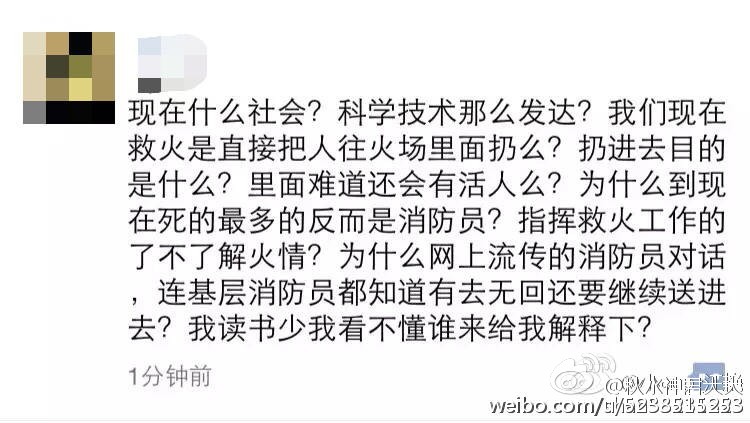 现在什么社会？科学技术那么发达？我们现在
救火是直接把人往火场里面扔么？扔进去目的
是什么？里面难道还会有活人么？为什么到现
在死的最多的反而是消防员？指挥救火工作的
了不了解火情？为什么网上流传的消防员对话
，连基层消防员都知道有去无回还要继续送进
去？我读书少我看不懂谁来给我解释下？
1分钟前